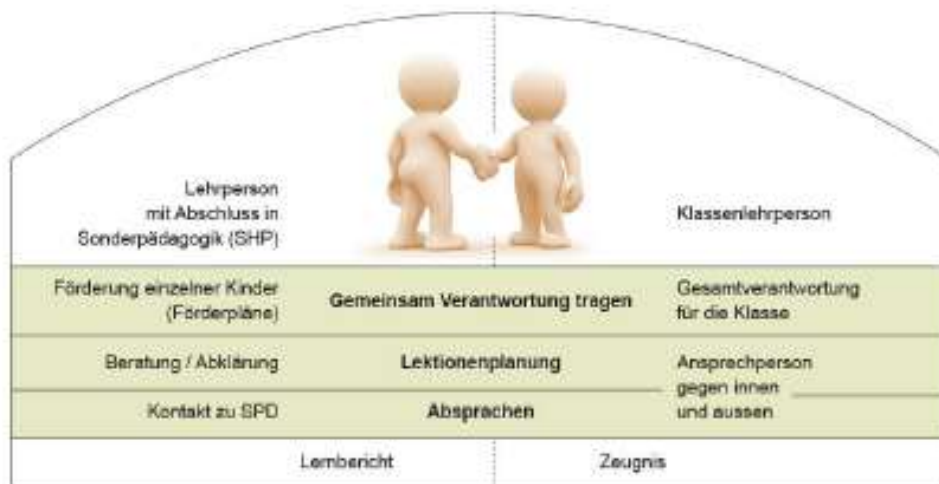 Lehrperson
mit Abschluss in
Sonderpädagogik (SHP)
Klassenlehrperson
Förderung einzelner Kinder
(Förderpläne)
Gemeinsam Verantwortung tragen
Gesamtverantwortung
für die Klasse
Beratung / Abklärung
Lektionenplanung
Ansprechperson
gegen innen
und aussen
Kontakt zu SPD
Absprachen
Lernbericht
Zeugnis